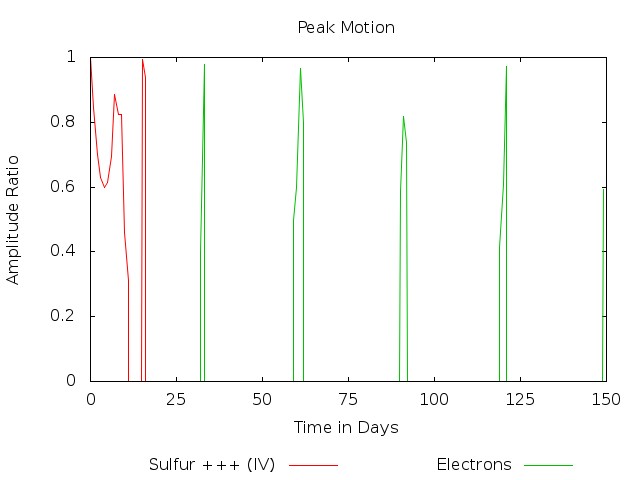 Peak Motion
1
0.8
0.6
0.4
0.2
0
Amplitude Ratio
0 25 50 75 100 125 150
Time in Days
Sulfur +++ (IV) Electrons